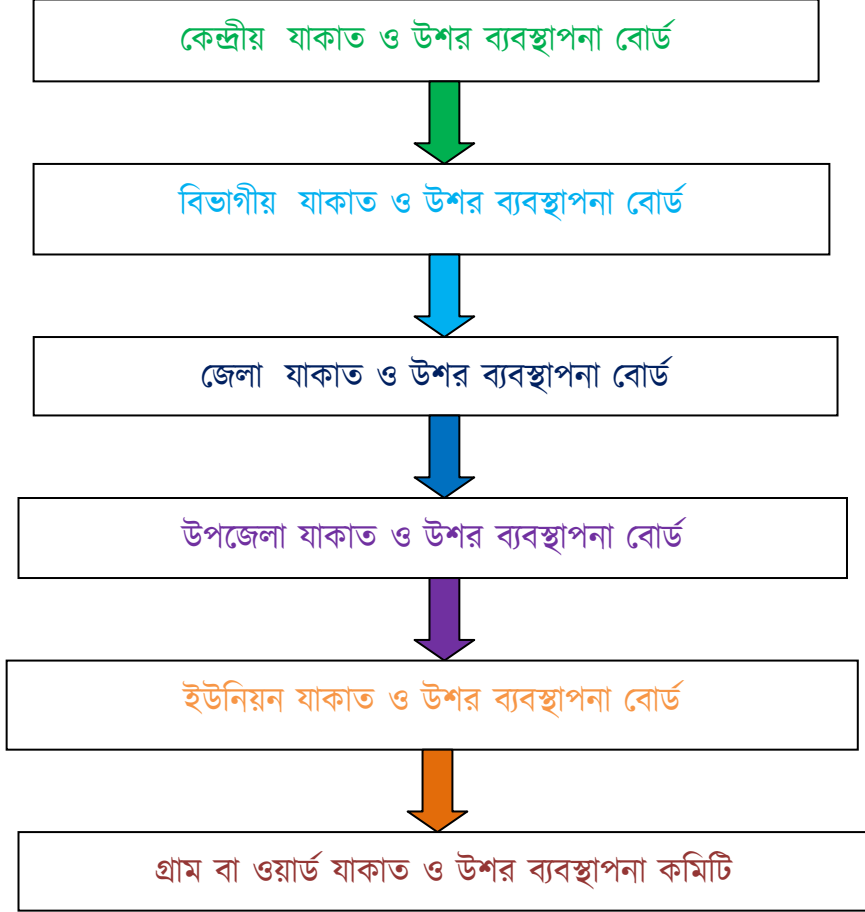 কেন্দ্রীয় যাকাত ও উশর ব্যবস্থাপনা বোর্ড
বিভাগীয় যাকাত ও উশর ব্যবস্থাপনা বোর্ড
জেলা যাকাত ও উশর ব্যবস্থাপনা বোর্ড
উপজেলা যাকাত ও উশর ব্যবস্থাপনা বোর্ড
ইউনিয়ন যাকাত ও উশর ব্যবস্থাপনা বোর্ড
গ্রাম বা ওয়ার্ড যাকাত ও উশর ব্যবস্থাপনা কমিটি